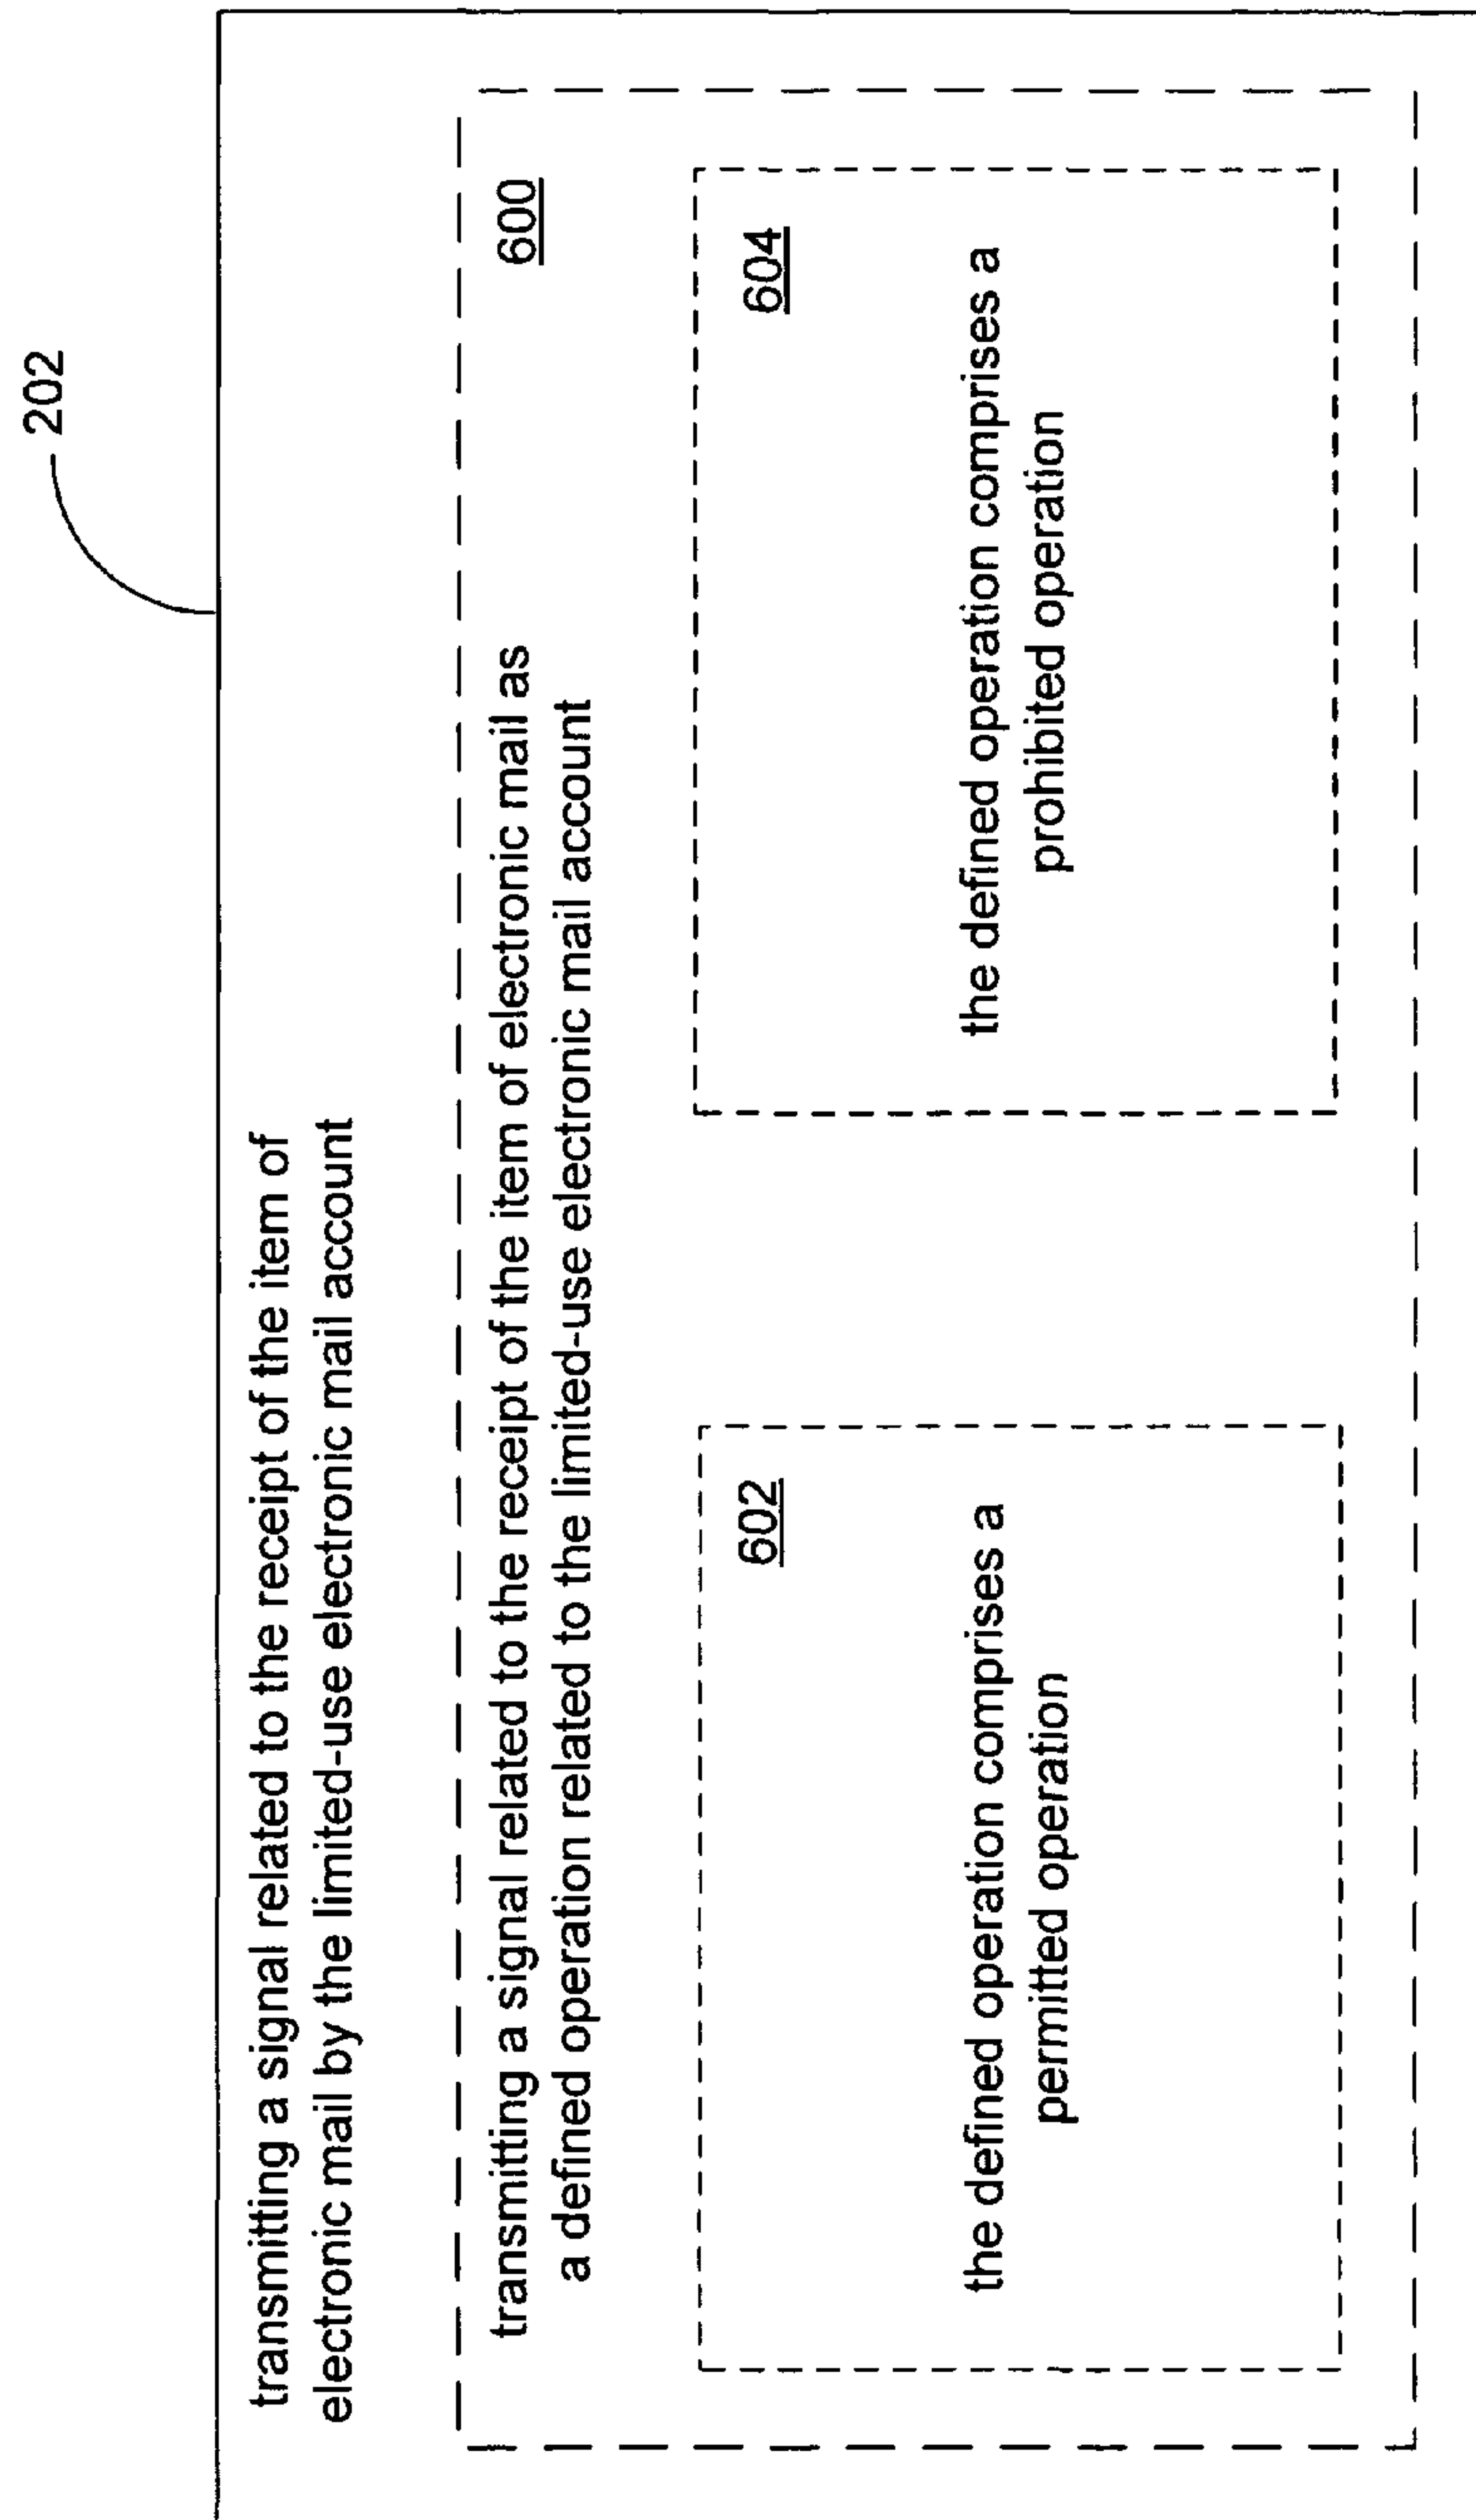 202
transmitting a signal related to the receipt of the item of
electronic mail by the limited-use electronic mail account
600
transmitting a signal related to the receipt of the item of electronic mail as
a defined operation related to the limited-use electronic mail account
602
the defined operation comprises a
permitted operation
604
the defined operation comprises a
prohibited operation